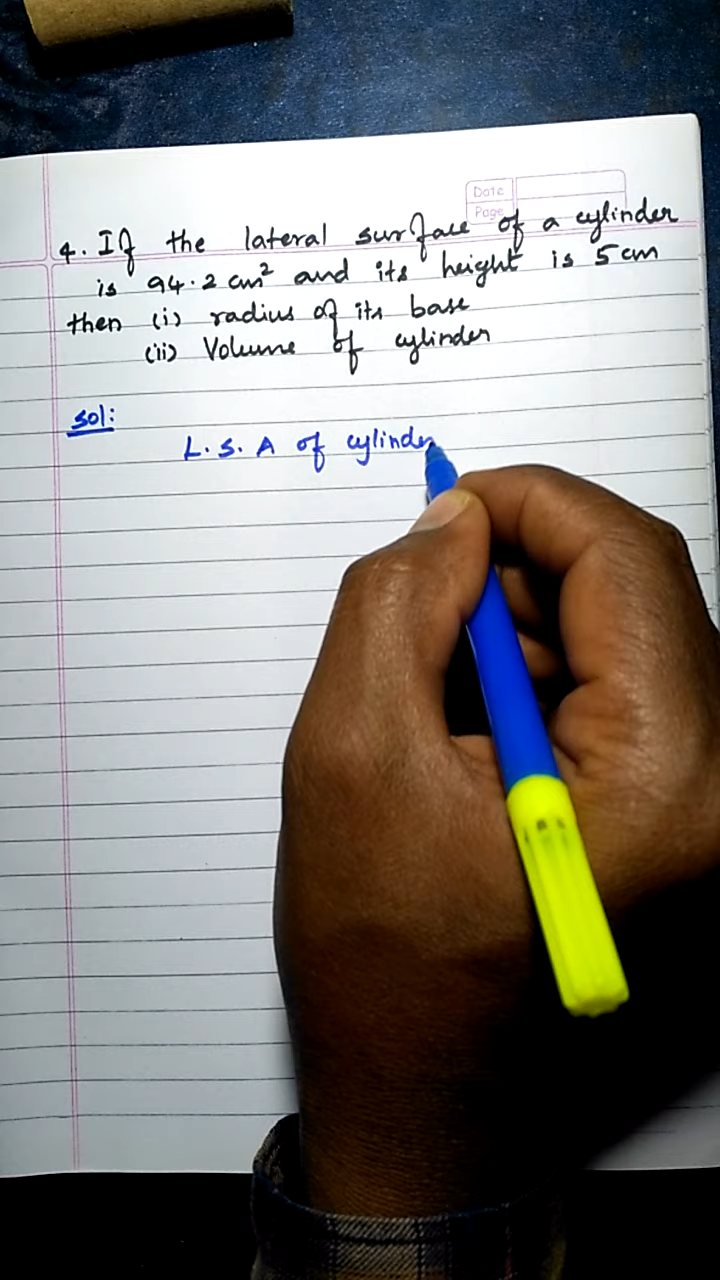 Date
Page
4. If the lateral surface of a cylinder
is 94.2 cm² and its height is 5 cm
then (i) radius of its base
(ii) Volume of cylinder
sol:
L.S.A of cylinder